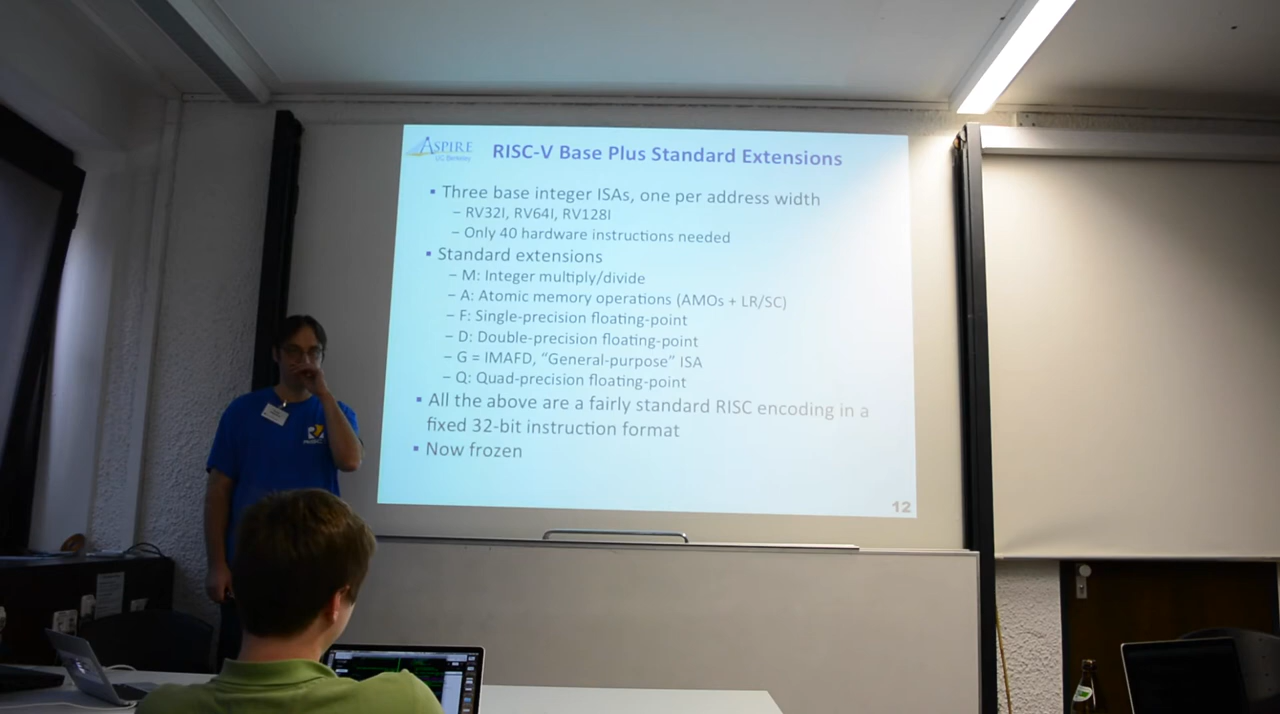 ASPIRE
UC Berkeley
RISC-V Base Plus Standard Extensions
▪ Three base integer ISAs, one per address width
– RV32I, RV64I, RV128I
– Only 40 hardware instructions needed
▪ Standard extensions
– M: Integer multiply/divide
– A: Atomic memory operations (AMOs + LR/SC)
– F: Single-precision floating-point
– D: Double-precision floating-point
– G = IMAFD, “General-purpose” ISA
– Q: Quad-precision floating-point
▪ All the above are a fairly standard RISC encoding in a
fixed 32-bit instruction format
▪ Now frozen
12